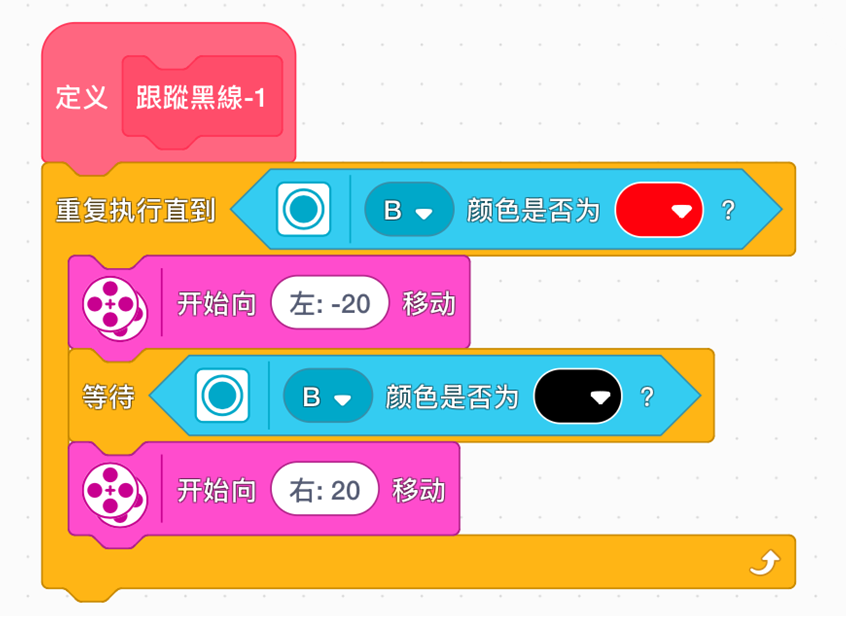 定义 跟蹤黑線-1
重复执行直到 B 颜色是否为 ?
开始向 左: -20 移动
等待 B 颜色是否为 ?
开始向 右: 20 移动